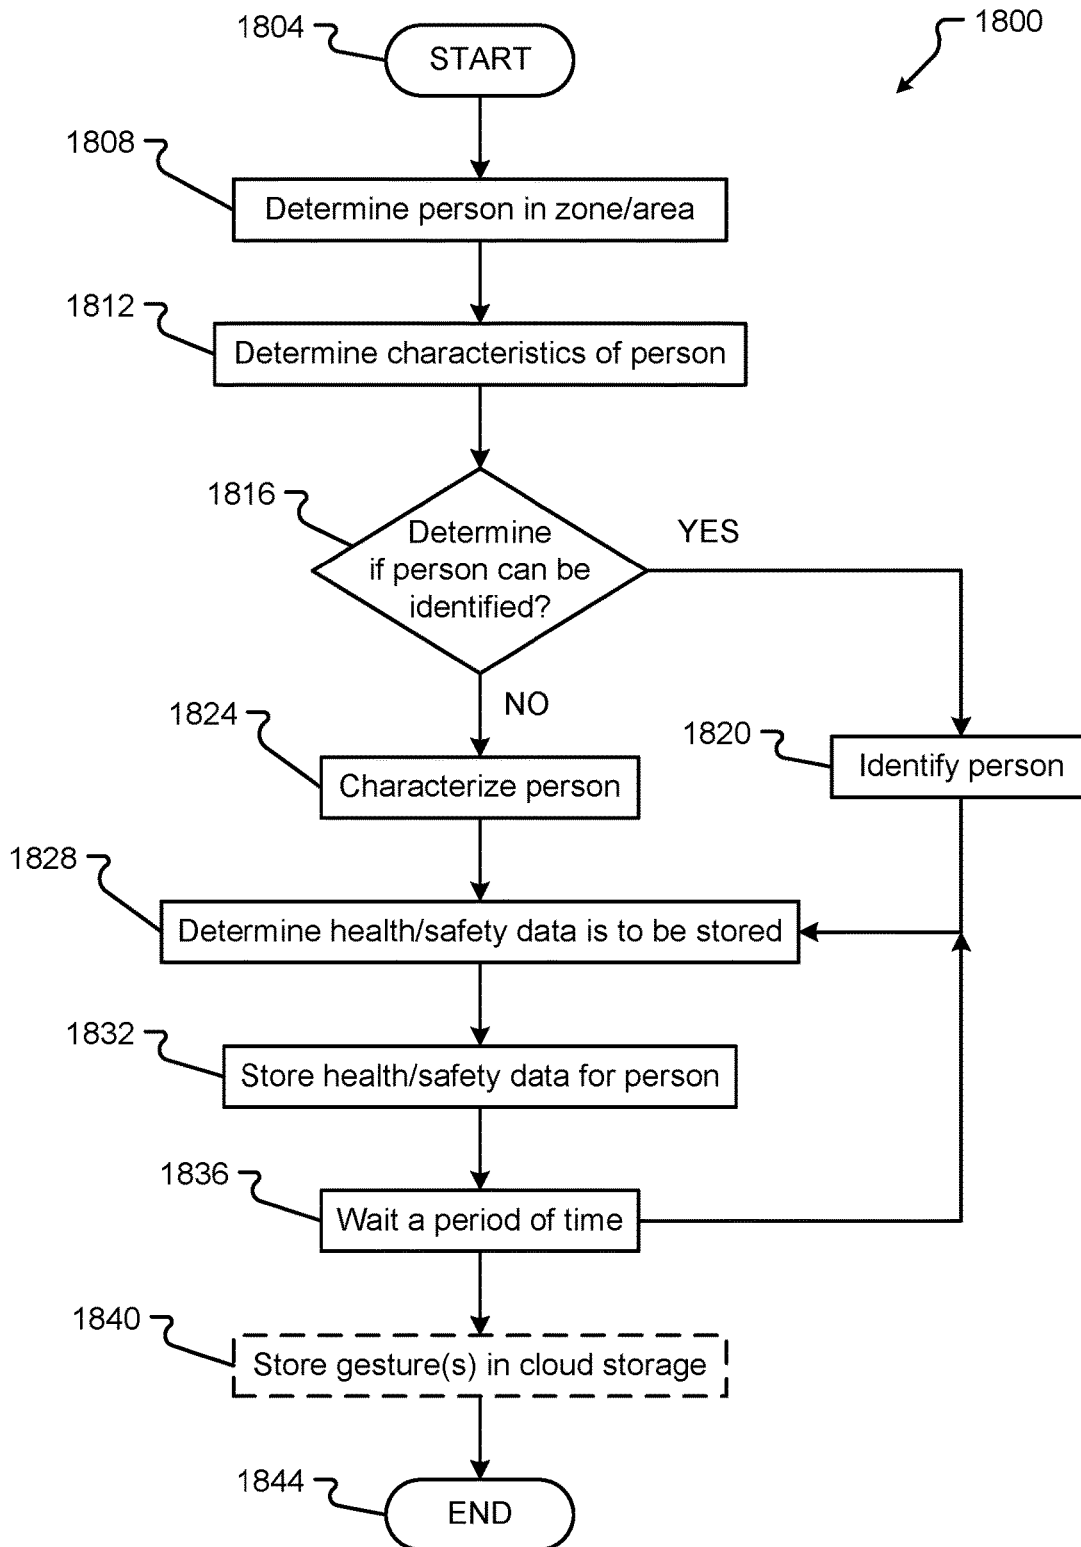 1804
START
1800
1808
Determine person in zone/area
1812
Determine characteristics of person
1816
Determine
if person can be
identified?
YES
NO
1824
Characterize person
1820
Identify person
1828
Determine health/safety data is to be stored
1832
Store health/safety data for person
1836
Wait a period of time
1840
Store gesture(s) in cloud storage
1844
END